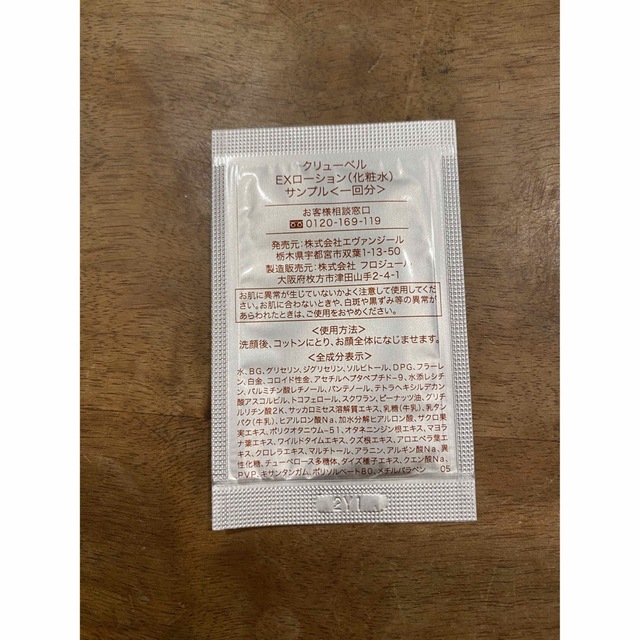 クリューベル
EXローション(化粧水)
サンプル<一回分>
お客様相談窓口
0120-169-119
発売元:株式会社エヴァンジール
栃木県宇都宮市双葉1-13-50
製造販売元:株式会社 フロジュール
大阪府枚方市津田山手2-4-1
お肌に異常が生じていないかよく注意して使用してくだ
さい。お肌に合わないときや、白斑や黒ずみ等の異常が
あらわれたときは、ご使用をおやめください。
<使用方法>
洗顔後、コットンにとり、お顔全体になじませます。
<全成分表示>
水、BG、グリセリン、ジグリセリン、ソルビトール、DPG、フラーレ
ン、白金、コロイド性金、アセチルヘプタペプチド-9、水添レシチ
ン、パルミチン酸レチノール、パンテノール、テトラヘキシルデカン
酸アスコルビル、トコフェロール、スクワラン、ピーナッツ油、グリチ
ルリチン酸2K、サッカロミセス溶解質エキス、乳糖(牛乳)、乳タン
パク(牛乳)、ヒアルロン酸Na、加水分解ヒアルロン酸、ザクロ果
実エキス、ポリクオタニウム-51、オタネニンジン根エキス、マヨラ
ナ葉エキス、ワイルドタイムエキス、クズ根エキス、アロエベラ葉エ
キス、クロレラエキス、マルチトール、アラニン、アルギン酸Na、異
性化糖、チューベロース多糖体、ダイズ種子エキス、クエン酸Na、
PVP、キサンタンガム、ポリソルベート80、メチルパラベン 05
2Y1